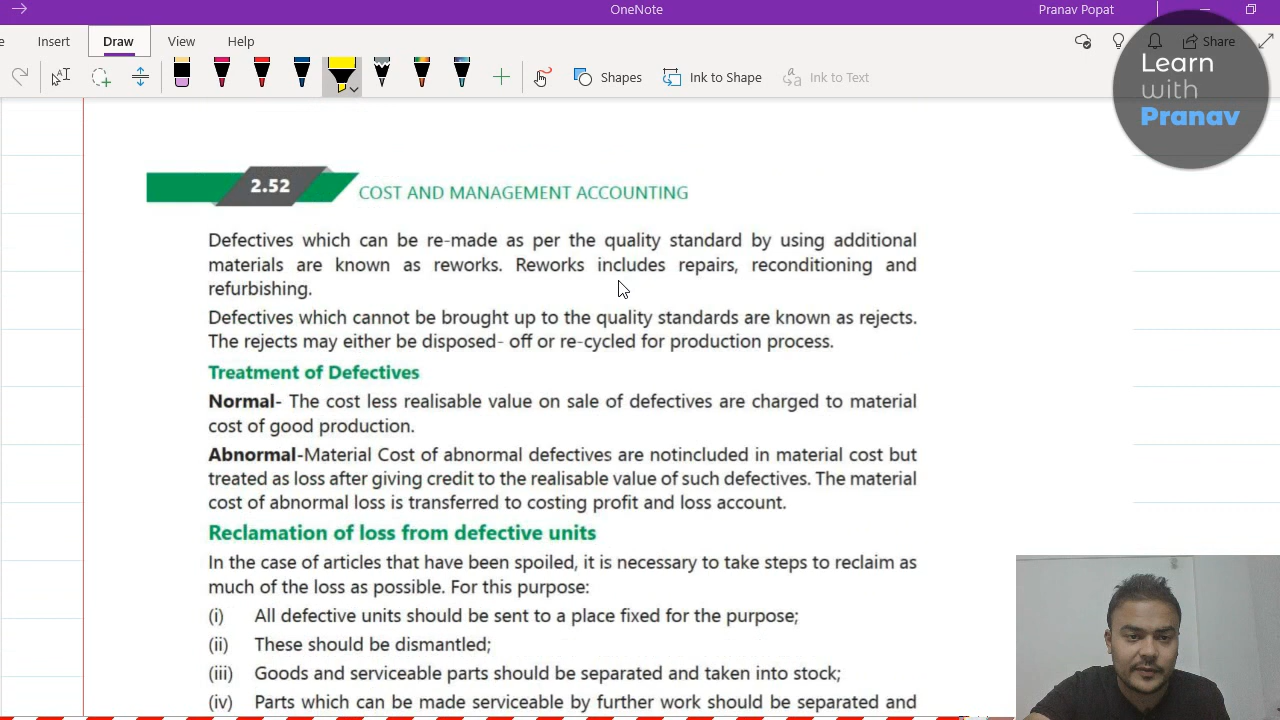 OneNote
Pranav Popat
Insert
Draw
View
Help
Share
Shapes
Ink to Shape
Ink to Text
Learn
with
Pranav
2.52
COST AND MANAGEMENT ACCOUNTING
Defectives which can be re-made as per the quality standard by using additional
materials are known as reworks. Reworks includes repairs, reconditioning and
refurbishing.
Defectives which cannot be brought up to the quality standards are known as rejects.
The rejects may either be disposed- off or re-cycled for production process.
Treatment of Defectives
Normal- The cost less realisable value on sale of defectives are charged to material
cost of good production.
Abnormal-Material Cost of abnormal defectives are notincluded in material cost but
treated as loss after giving credit to the realisable value of such defectives. The material
cost of abnormal loss is transferred to costing profit and loss account.
Reclamation of loss from defective units
In the case of articles that have been spoiled, it is necessary to take steps to reclaim as
much of the loss as possible. For this purpose:
(i) All defective units should be sent to a place fixed for the purpose;
(ii) These should be dismantled;
(iii) Goods and serviceable parts should be separated and taken into stock;
(iv) Parts which can be made serviceable by further work should be separated and